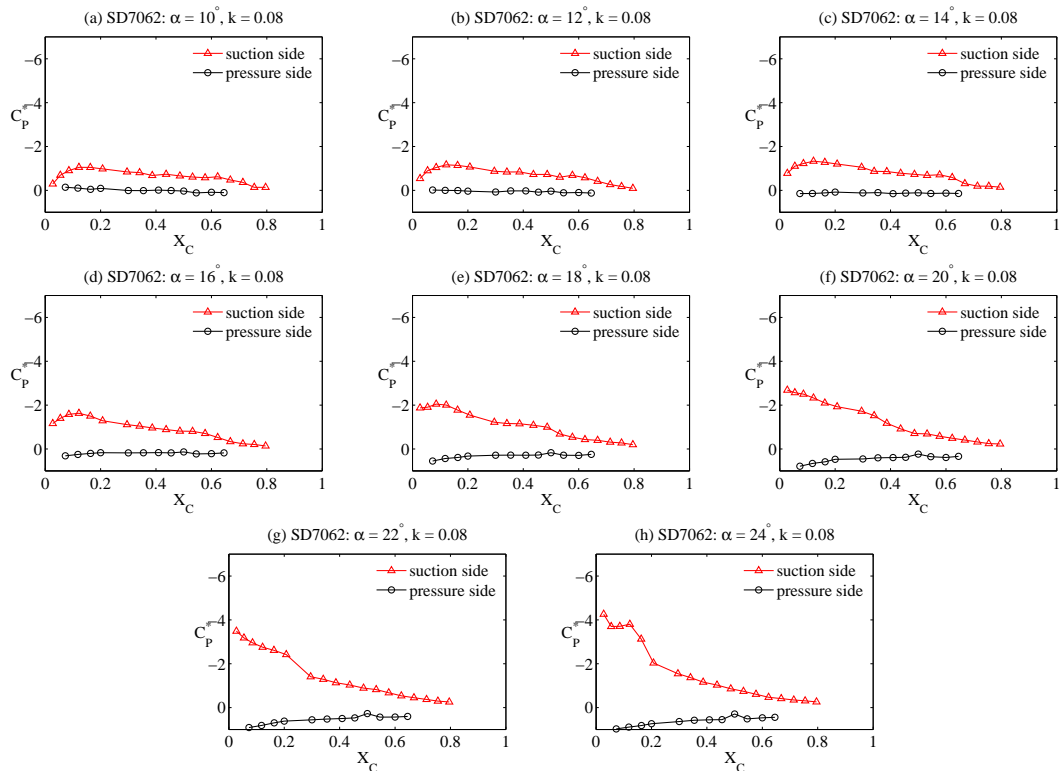 (a) SD7062: α = 10°, k = 0.08
(b) SD7062: α = 12°, k = 0.08
(c) SD7062: α = 14°, k = 0.08
suction side
pressure side
suction side
pressure side
suction side
pressure side
C*P
−6
−4
−2
0
C*P
−6
−4
−2
0
C*P
−6
−4
−2
0
0 0.2 0.4 0.6 0.8 1
0 0.2 0.4 0.6 0.8 1
0 0.2 0.4 0.6 0.8 1
XC
XC
XC
(d) SD7062: α = 16°, k = 0.08
(e) SD7062: α = 18°, k = 0.08
(f) SD7062: α = 20°, k = 0.08
suction side
pressure side
suction side
pressure side
suction side
pressure side
C*P
−6
−4
−2
0
C*P
−6
−4
−2
0
C*P
−6
−4
−2
0
0 0.2 0.4 0.6 0.8 1
0 0.2 0.4 0.6 0.8 1
0 0.2 0.4 0.6 0.8 1
XC
XC
XC
(g) SD7062: α = 22°, k = 0.08
(h) SD7062: α = 24°, k = 0.08
suction side
pressure side
suction side
pressure side
C*P
−6
−4
−2
0
C*P
−6
−4
−2
0
0 0.2 0.4 0.6 0.8 1
0 0.2 0.4 0.6 0.8 1
XC
XC